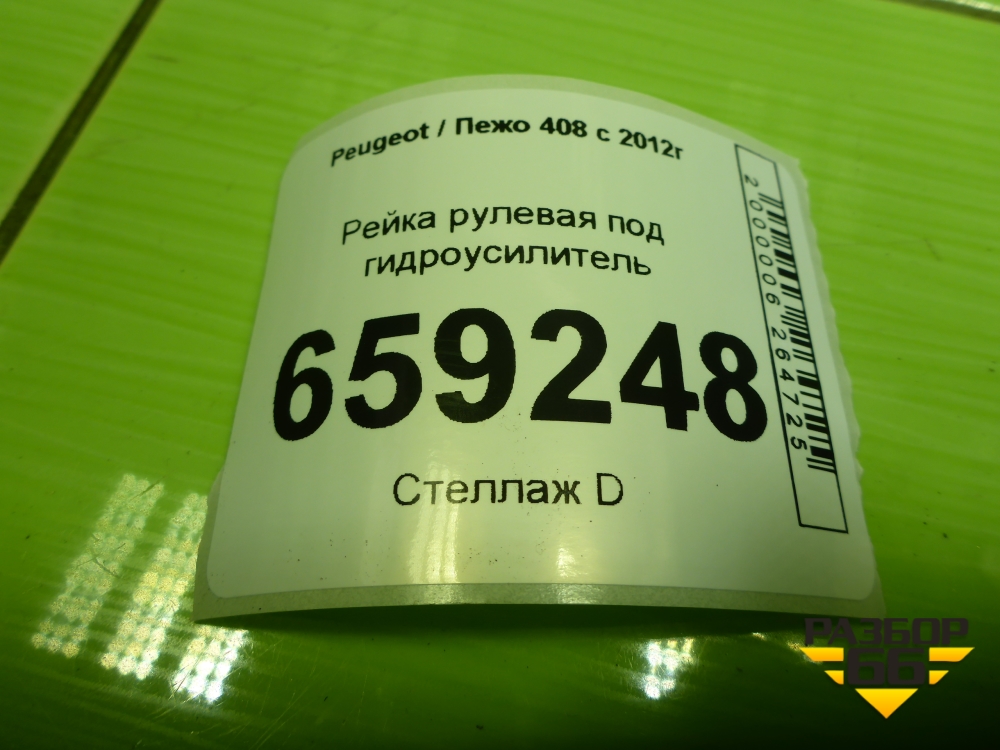 Peugeot / Пежо 408 с 2012г
Рейка рулевая под
гидроусилитель
659248
Стеллаж D
2000006264725
РАЗБОР
66